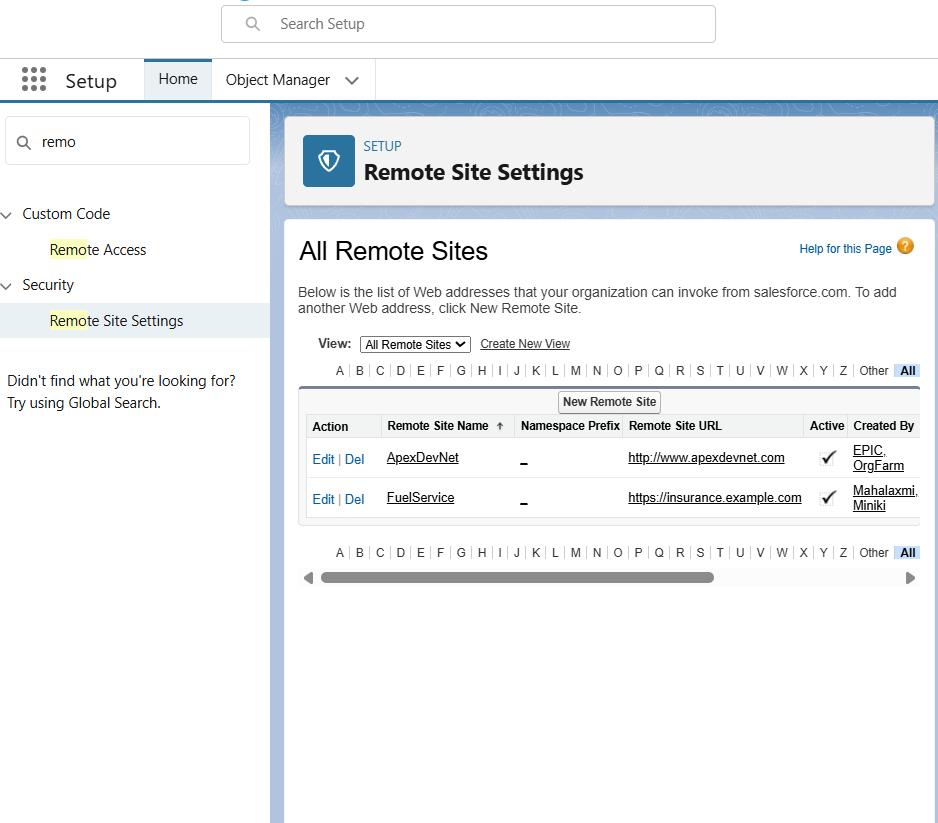 Search Setup
Setup Home Object Manager
remo
Custom Code
Remote Access
Security
Remote Site Settings
Didn't find what you're looking for?
Try using Global Search.
SETUP
Remote Site Settings
All Remote Sites
Help for this Page ?
Below is the list of Web addresses that your organization can invoke from salesforce.com. To add
another Web address, click New Remote Site.
View: All Remote Sites Create New View
A | B | C | D | E | F | G | H | I | J | K | L | M | N | O | P | Q | R | S | T | U | V | W | X | Y | Z | Other | All
New Remote Site
Action Remote Site Name ↑ Namespace Prefix Remote Site URL Active Created By
Edit | Del ApexDevNet http://www.apexdevnet.com EPIC,
OrgFarm
Edit | Del FuelService https://insurance.example.com Mahalaxmi,
Miniki
A | B | C | D | E | F | G | H | I | J | K | L | M | N | O | P | Q | R | S | T | U | V | W | X | Y | Z | Other | All